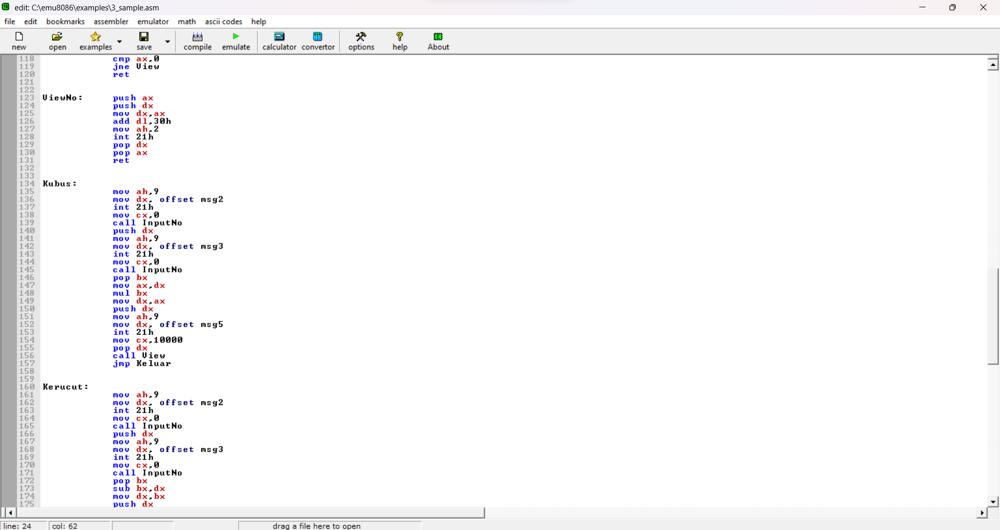 edit: C:\emu8086\examples\3_sample.asm
file edit bookmarks assembler emulator math ascii codes help
new open examples save compile emulate calculator convertor options help About
118 cmp ax,0
119 jne View
120 ret
121
122
123 ViewNo: push ax
124 push dx
125 mov dx,ax
126 add dl,30h
127 mov ah,2
128 int 21h
129 pop dx
130 pop ax
131 ret
132
133
134 Kubus:
135 mov ah,9
136 mov dx, offset msg2
137 int 21h
138 mov cx,0
139 call InputNo
140 push dx
141 mov ah,9
142 mov dx, offset msg3
143 int 21h
144 mov cx,0
145 call InputNo
146 pop bx
147 mov ax,dx
148 mul bx
149 mov dx,ax
150 push dx
151 mov ah,9
152 mov dx, offset msg5
153 int 21h
154 mov cx,10000
155 pop dx
156 call View
157 jmp Keluar
158
159
160 Kerucut:
161 mov ah,9
162 mov dx, offset msg2
163 int 21h
164 mov cx,0
165 call InputNo
166 push dx
167 mov ah,9
168 mov dx, offset msg3
169 int 21h
170 mov cx,0
171 call InputNo
172 pop bx
173 sub bx,dx
174 mov dx,bx
175 push dx
line: 24 col: 62 drag a file here to open